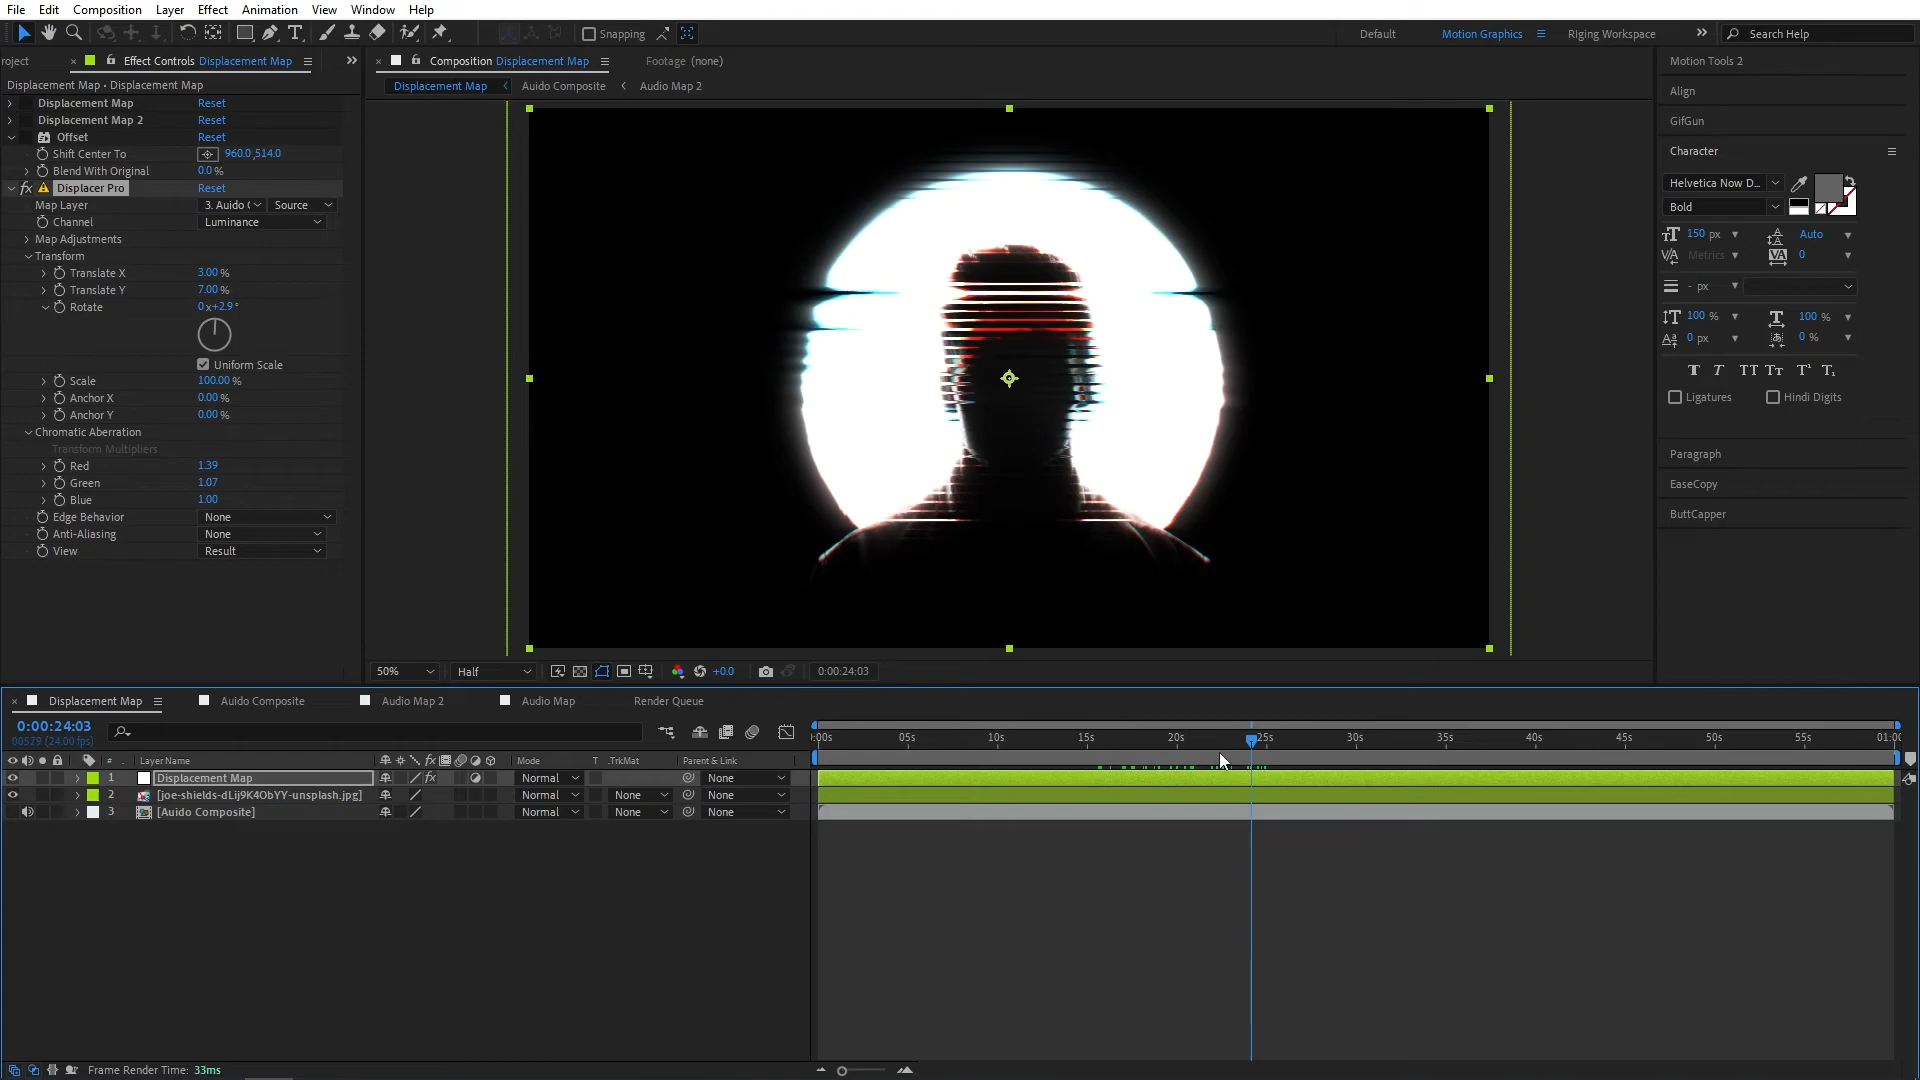 File Edit Composition Layer Effect Animation View Window Help
Snapping Default Motion Graphics Riging Workspace Search Help
roject Effect Controls Displacement Map Composition Displacement Map Footage (none) Motion Tools 2
Displacement Map • Displacement Map Displacement Map Auido Composite Audio Map 2 Align
Displacement Map Reset
Displacement Map 2 Reset GifGun
Offset Reset
Shift Center To 960.0,514.0 Character
Blend With Original 0.0 %
Displacer Pro Reset Helvetica Now D...
Map Layer 3. Auido ( Source Bold
Channel Luminance
Map Adjustments 150 px Auto
Transform Metrics 0
Translate X 3.00 %
Translate Y 7.00 % - px
Rotate 0x+2.9°
100 % 100 %
0 px 0 %
Uniform Scale
Scale 100.00 %
Anchor X 0.00 % Ligatures Hindi Digits
Anchor Y 0.00 %
Chromatic Aberration
Transform Multipliers Paragraph
Red 1.39
Green 1.07 EaseCopy
Blue 1.00
Edge Behavior None ButtCapper
Anti-Aliasing None
View Result
50% Half +0.0 0:00:24:03
Displacement Map Auido Composite Audio Map 2 Audio Map Render Queue
0:00:24:03
00579 (24.00 fps) :00s 05s 10s 15s 20s 25s 30s 35s 40s 45s 50s 55s 01:00
# Layer Name Mode T .TrkMat Parent & Link
1 Displacement Map Normal None
2 [joe-shields-dLij9K4ObYY-unsplash.jpg] Normal None None
3 [Auido Composite] Normal None None
Frame Render Time: 33ms